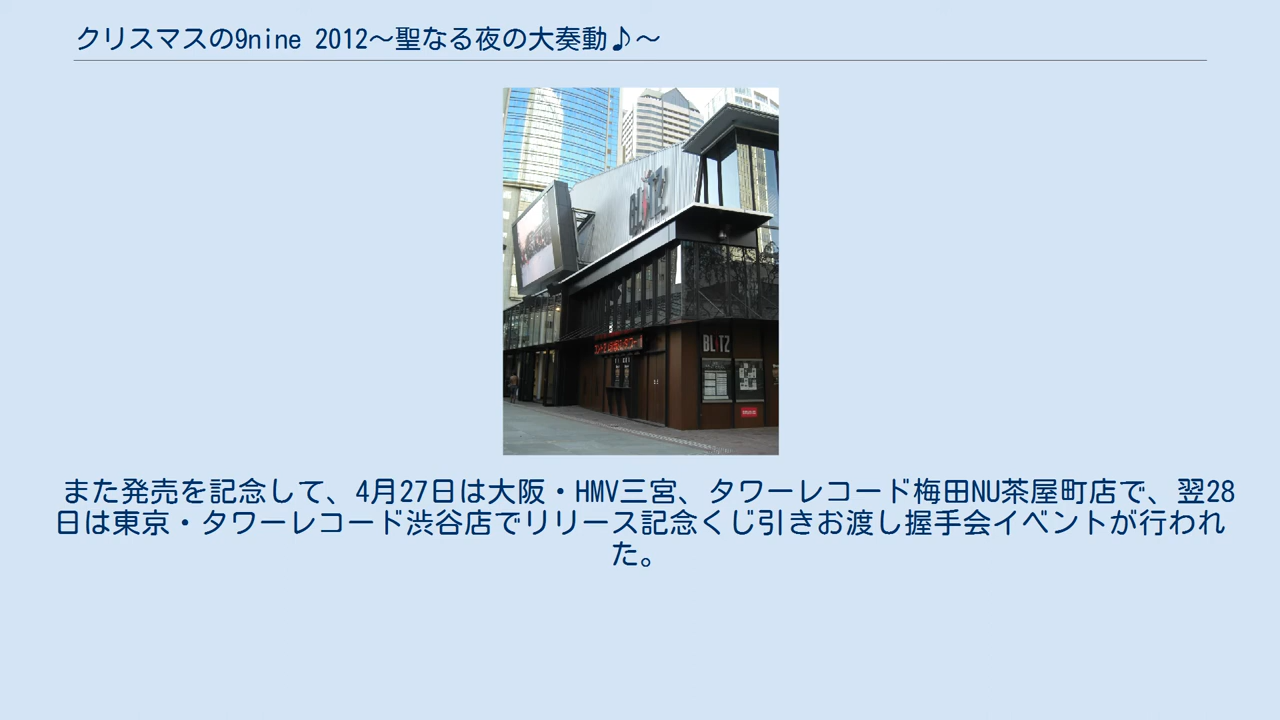 クリスマスの9nine 2012～聖なる夜の大奏動♪～
BLITZ
BLITZ
また発売を記念して、4月27日は大阪・HMV三宮、タワーレコード梅田NU茶屋町店で、翌28
日は東京・タワーレコード渋谷店でリリース記念くじ引きお渡し握手会イベントが行われ
た。